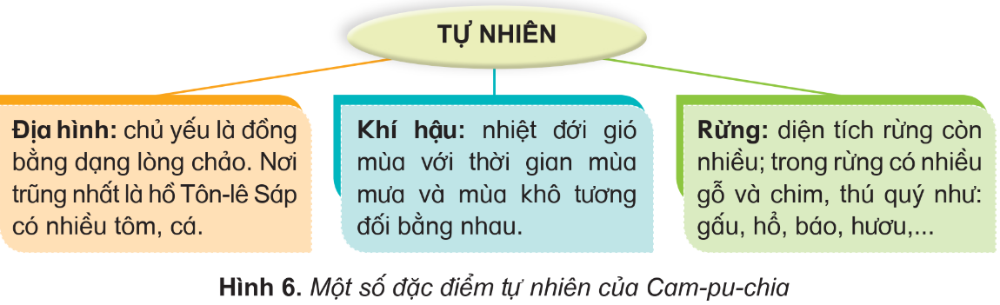 TỰ NHIÊN
Địa hình: chủ yếu là đồng
bằng dạng lòng chảo. Nơi
trũng nhất là hồ Tôn-lê Sáp
có nhiều tôm, cá.
Khí hậu: nhiệt đới gió
mùa với thời gian mùa
mưa và mùa khô tương
đối bằng nhau.
Rừng: diện tích rừng còn
nhiều; trong rừng có nhiều
gỗ và chim, thú quý như:
gấu, hổ, báo, hươu,...
Hình 6. Một số đặc điểm tự nhiên của Cam-pu-chia